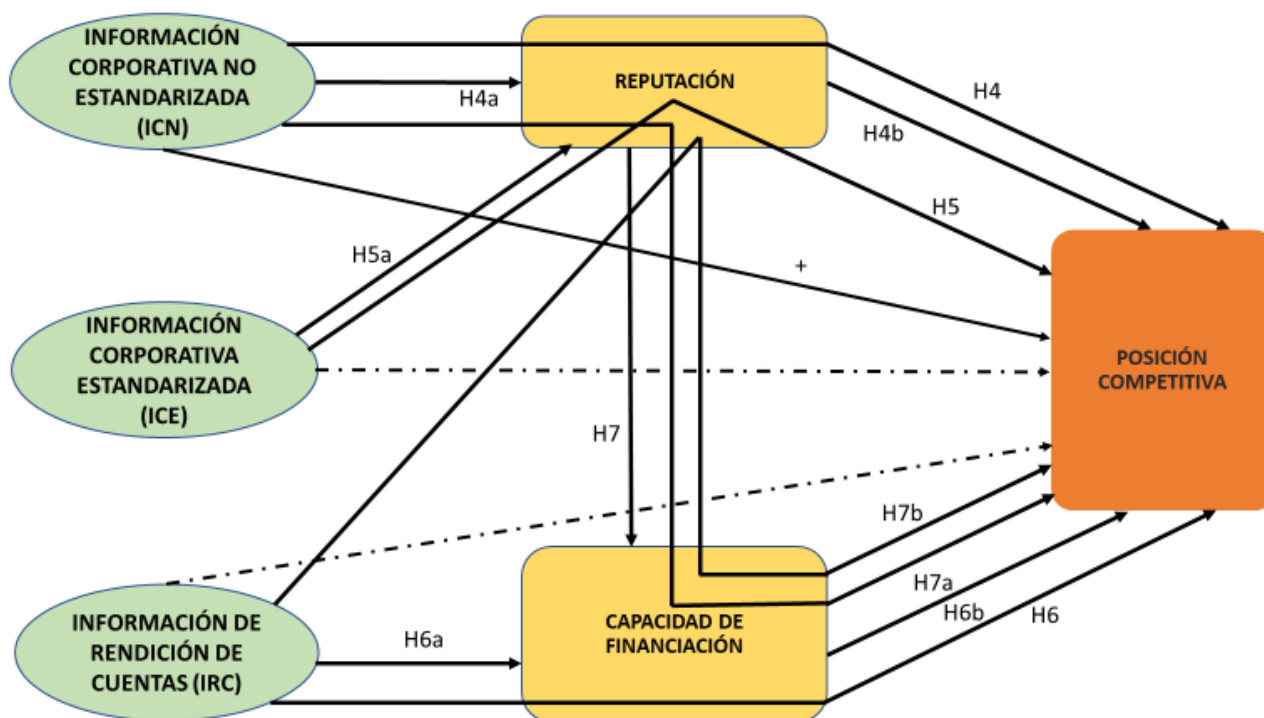 INFORMACIÓN
CORPORATIVA NO
ESTANDARIZADA
(ICN)
H4a
REPUTACIÓN
H4
H4b
H5
H5a
+
INFORMACIÓN
CORPORATIVA
ESTANDARIZADA
(ICE)
POSICIÓN
COMPETITIVA
H7
H7b
H7a
H6b
H6
INFORMACIÓN DE
RENDICIÓN DE
CUENTAS (IRC)
H6a
CAPACIDAD DE
FINANCIACIÓN